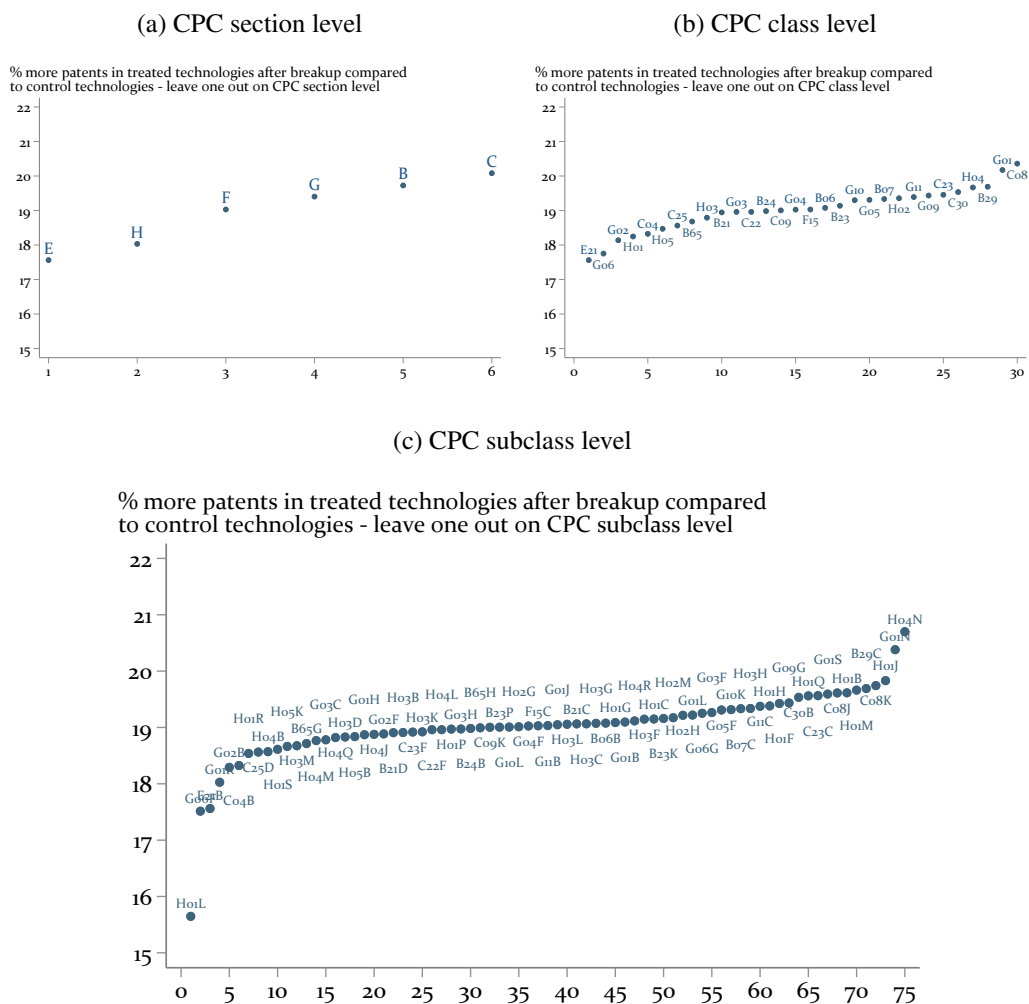 (a) CPC section level
% more patents in treated technologies after breakup compared
to control technologies - leave one out on CPC section level
22
21
20
19
18
17
16
15
E
H
F
G
B
C
1 2 3 4 5 6
(b) CPC class level
% more patents in treated technologies after breakup compared
to control technologies - leave one out on CPC class level
22
21
20
19
18
17
16
15
E21 G02 C04 C25 H03 G03 B24 G04 B06 G10 B07 G11 C23 H04 G01
G06 H01 H05 B65 B21 C22 C09 F15 B23 G05 H02 G09 C30 B29 C08
0 5 10 15 20 25 30
(c) CPC subclass level
% more patents in treated technologies after breakup compared
to control technologies - leave one out on CPC subclass level
22
21
20
19
18
17
16
15
H04N
G01N
G01S B29C
G09G H01J
G03F H03H
H04R H02M H01Q H01B
G01J H03G
H03B H04L B65H H02G G10K H01H
G03C G01H G01L C08K
H05K H03K G03H B23P F15C B21C H01G H01C C30B C08J
H01R B65G H03D G02F
H04B
G02B H04Q H04J C23F H01P C09K G04F H03L B06B H03F H02H G05F G11C H01F C23C H01M
C25D H03M H04M H05B B21D C22F B24B G10L G11B H03C G01B B23K G06G B07C
G01R H01S
C04B
H01L
0 5 10 15 20 25 30 35 40 45 50 55 60 65 70 75